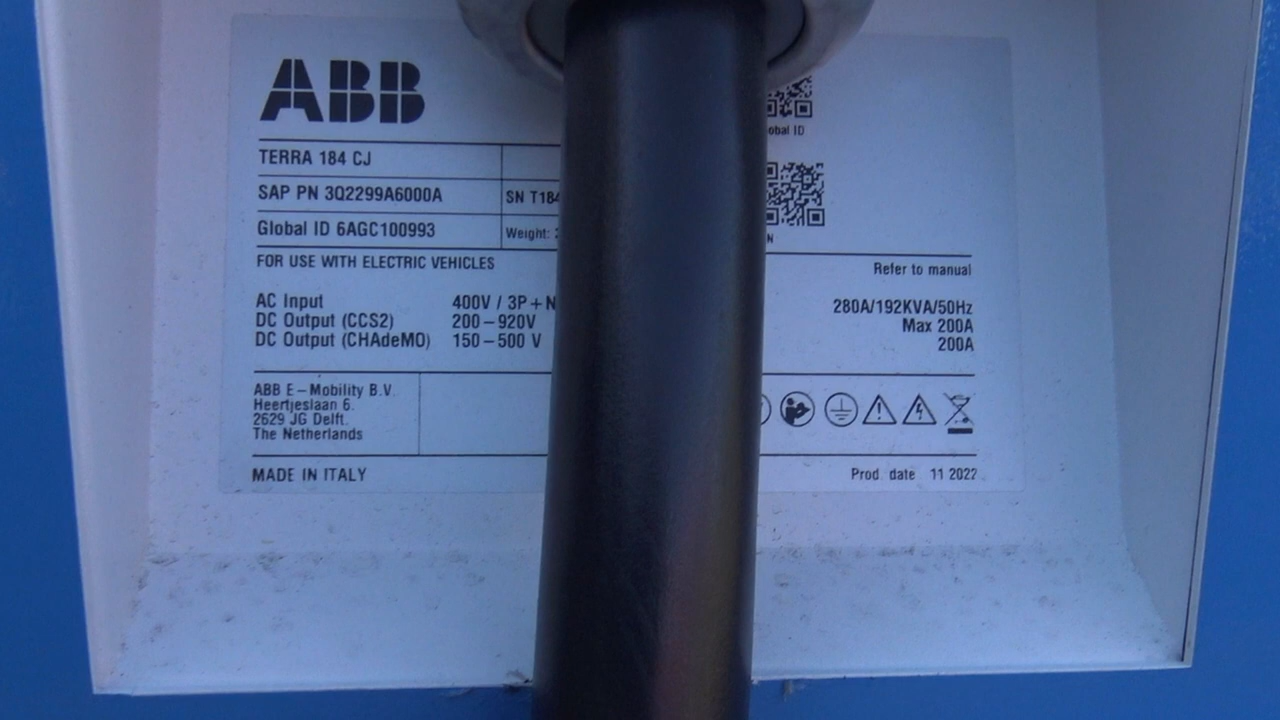 ABB
TERRA 184 CJ
SAP PN 3Q2299A6000A
SN T184
Global ID 6AGC100993
Weight:
obal ID
N
FOR USE WITH ELECTRIC VEHICLES
Refer to manual
AC Input 400V / 3P+N 280A/192KVA/50Hz
DC Output (CCS2) 200-920V Max 200A
DC Output (CHAdeMO) 150-500 V 200A
ABB E-Mobility B.V.
Heertjeslaan 6.
2629 JG Delft.
The Netherlands
MADE IN ITALY
Prod. date 11 2022